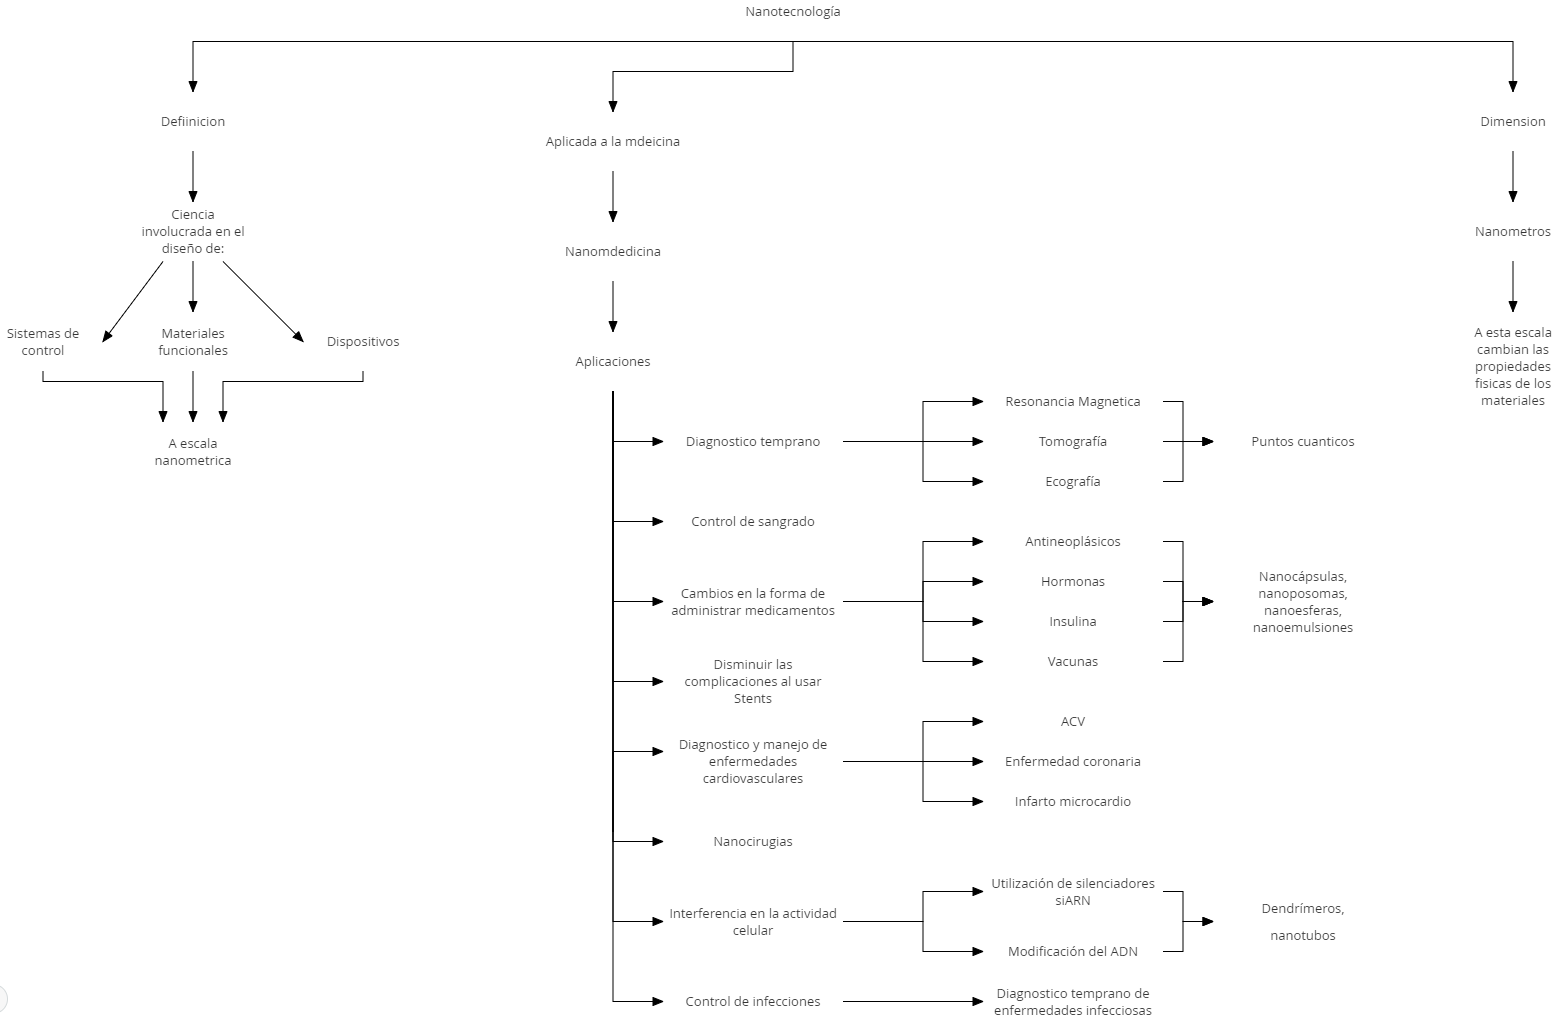 Nanotecnología
Defiinicion
Ciencia
involucrada en el
diseño de:
Sistemas de
control
Materiales
funcionales
Dispositivos
A escala
nanometrica
Aplicada a la mdeicina
Nanomdedicina
Aplicaciones
Diagnostico temprano
Resonancia Magnetica
Tomografía
Ecografía
Puntos cuanticos
Control de sangrado
Cambios en la forma de
administrar medicamentos
Antineoplásicos
Hormonas
Insulina
Vacunas
Nanocápsulas,
nanoposomas,
nanoesferas,
nanoemulsiones
Disminuir las
complicaciones al usar
Stents
Diagnostico y manejo de
enfermedades
cardiovasculares
ACV
Enfermedad coronaria
Infarto microcardio
Nanocirugias
Interferencia en la actividad
celular
Utilización de silenciadores
siARN
Modificación del ADN
Dendrímeros,
nanotubos
Control de infecciones
Diagnostico temprano de
enfermedades infecciosas
Dimension
Nanometros
A esta escala
cambian las
propiedades
fisicas de los
materiales